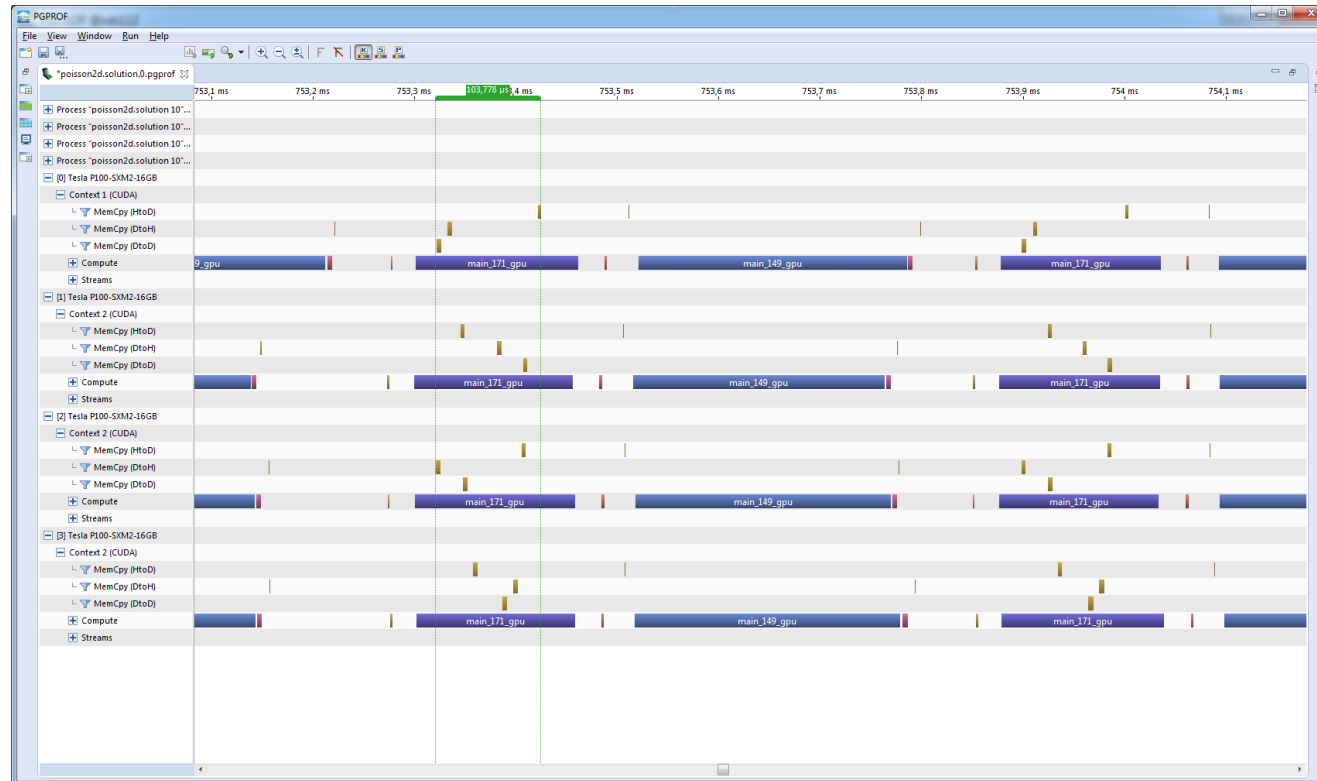 PGPROF
File View Window Run Help
*poisson2d.solution.0.pgprof
753,1 ms 753,2 ms 753,3 ms 103,778 µs 3,4 ms 753,5 ms 753,6 ms 753,7 ms 753,8 ms 753,9 ms 754 ms 754,1 ms
Process "poisson2d.solution 10"...
Process "poisson2d.solution 10"...
Process "poisson2d.solution 10"...
Process "poisson2d.solution 10"...
[0] Tesla P100-SXM2-16GB
Context 1 (CUDA)
MemCpy (HtoD)
MemCpy (DtoH)
MemCpy (DtoD)
Compute 9_gpu main_171_gpu main_149_gpu main_171_gpu
Streams
[1] Tesla P100-SXM2-16GB
Context 2 (CUDA)
MemCpy (HtoD)
MemCpy (DtoH)
MemCpy (DtoD)
Compute main_171_gpu main_149_gpu main_171_gpu
Streams
[2] Tesla P100-SXM2-16GB
Context 2 (CUDA)
MemCpy (HtoD)
MemCpy (DtoH)
MemCpy (DtoD)
Compute main_171_gpu main_149_gpu main_171_gpu
Streams
[3] Tesla P100-SXM2-16GB
Context 2 (CUDA)
MemCpy (HtoD)
MemCpy (DtoH)
MemCpy (DtoD)
Compute main_171_gpu main_149_gpu main_171_gpu
Streams